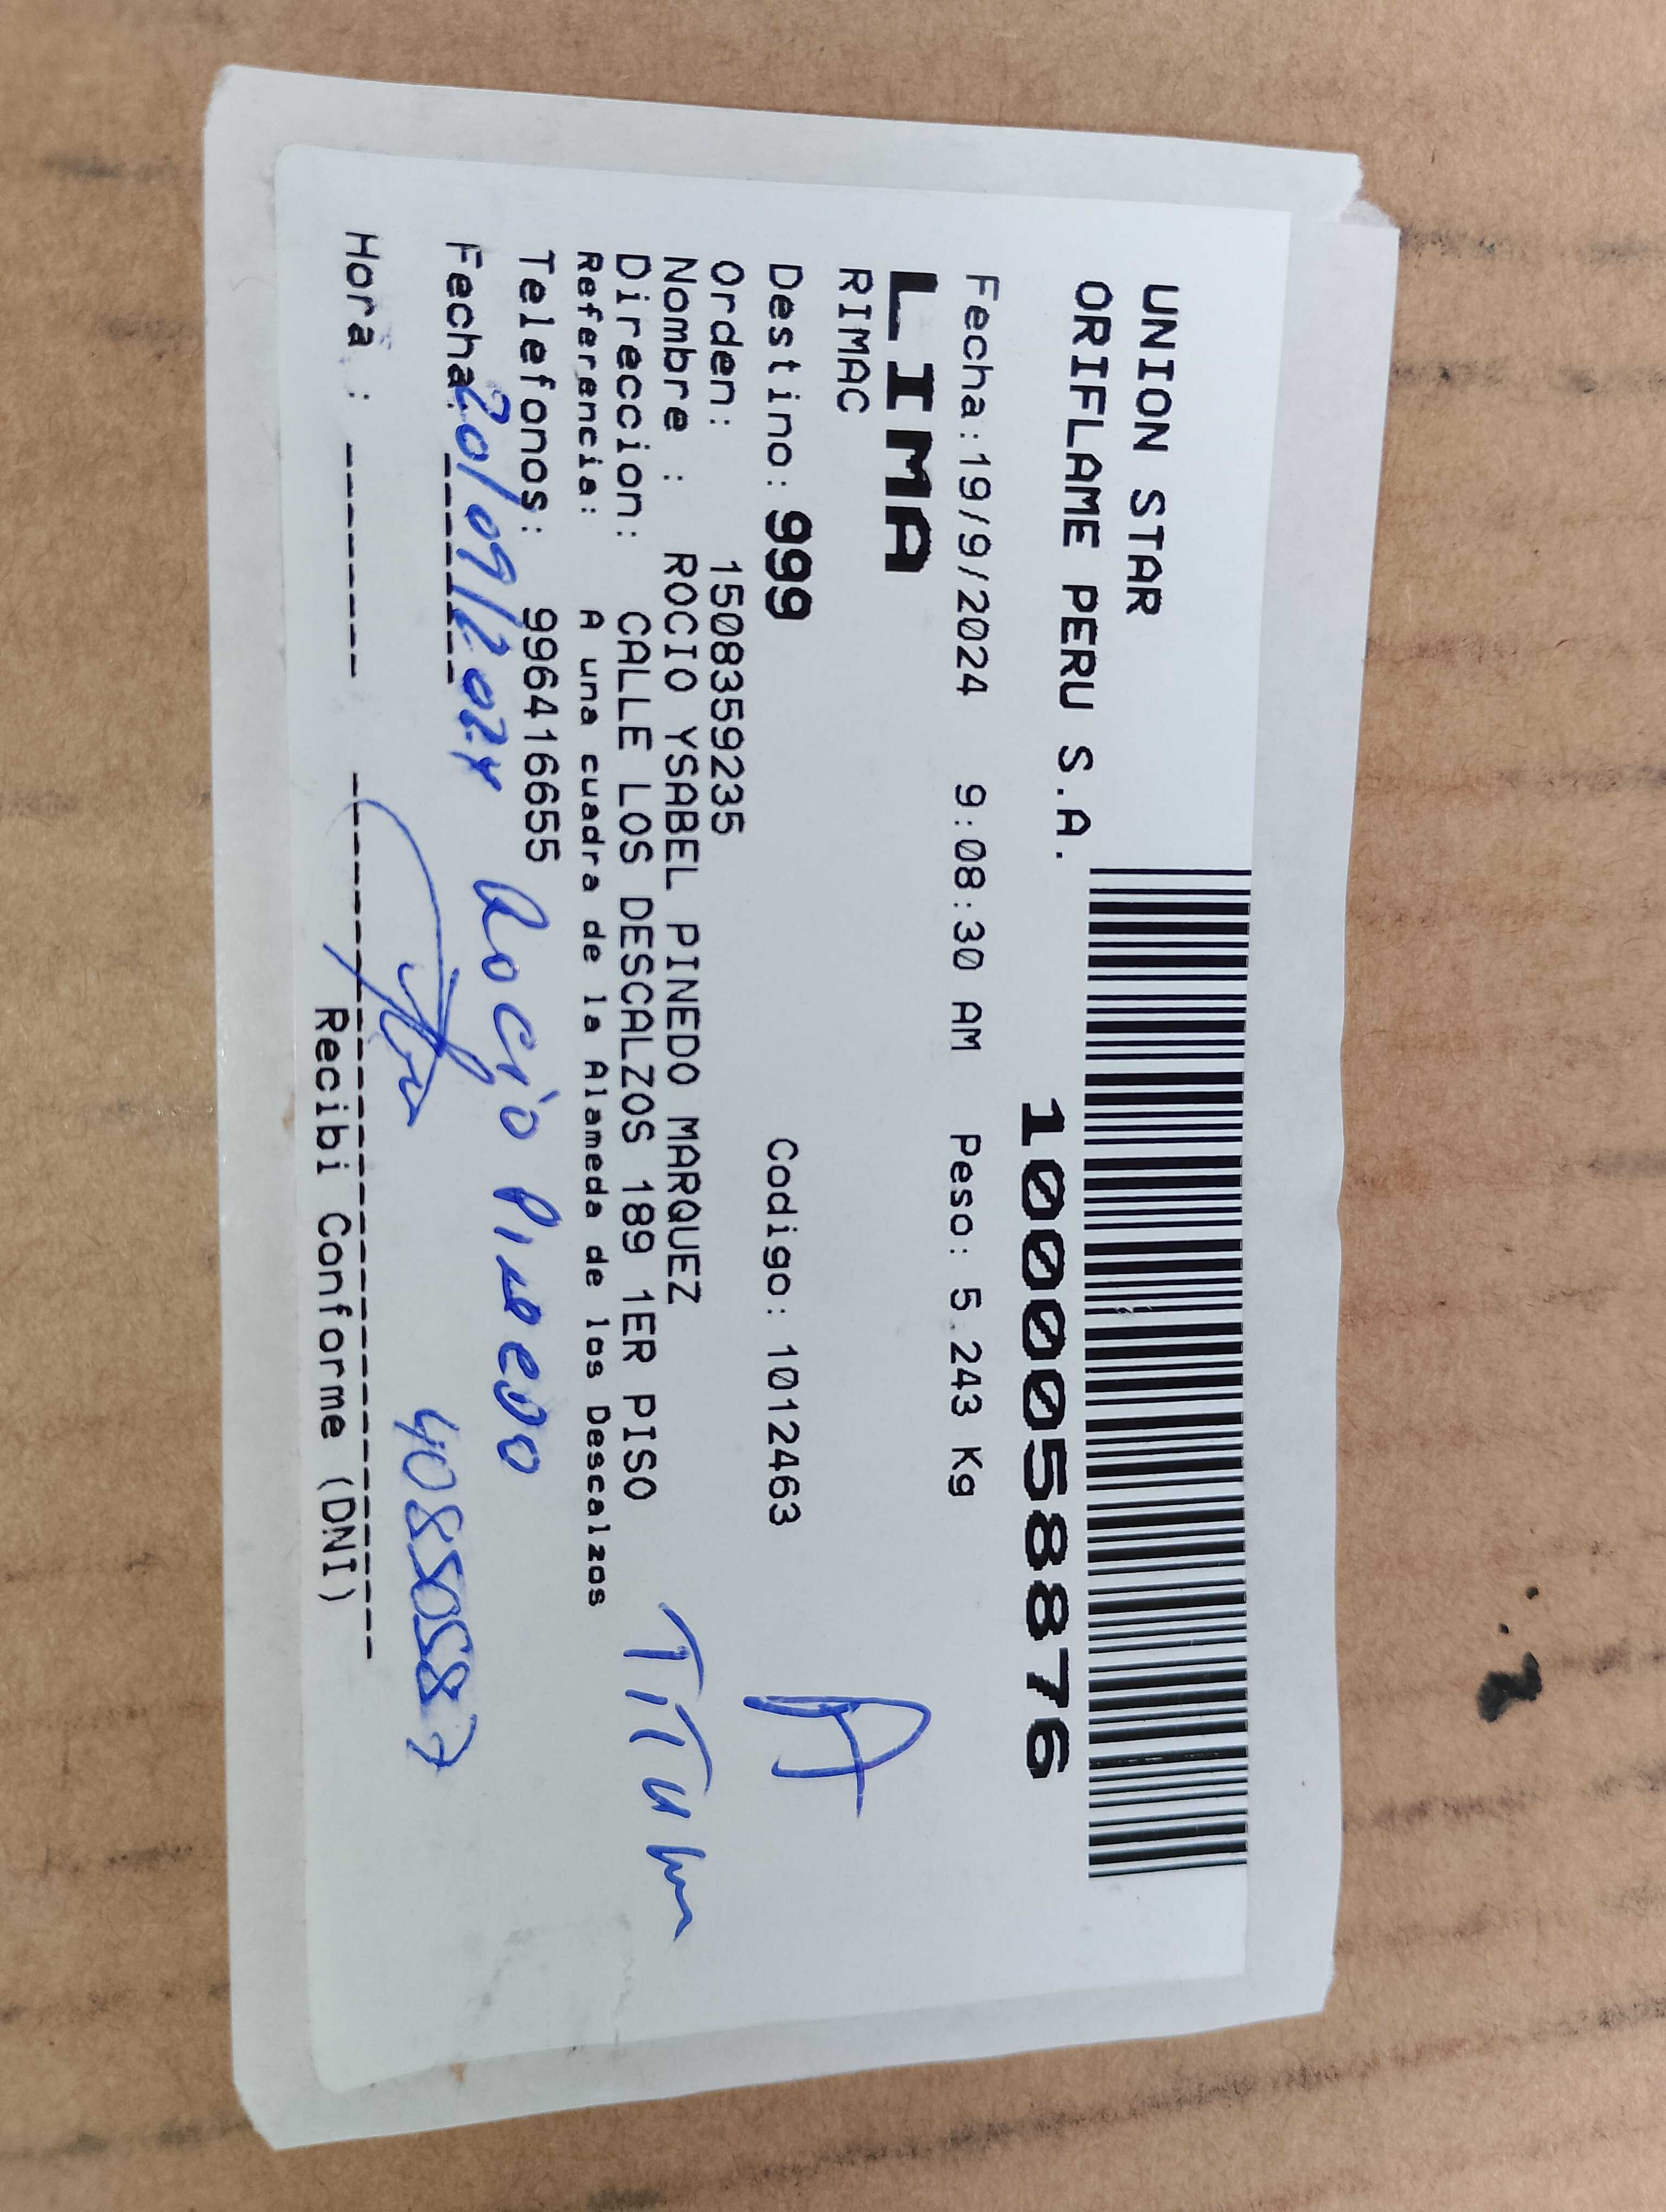 UNION STAR
ORIFLAME PERU S.A.
1000058876
Fecha:19/9/2024 9:08:30 AM Peso: 5.243 Kg
LIMA
RIMAC
Destino: 999 Codigo: 1012463
Orden: 1508359235
Nombre : ROCIO YSABEL PINEDO MARQUEZ
Direccion: CALLE LOS DESCALZOS 189 1ER PISO
Referencia: A una cuadra de la Alameda de los Descalzos
Titular
Telefonos: 996416655
Rocio Pinedo
Fecha: 20/09/2024
40850587
Hora :
Recibi Conforme (DNI)